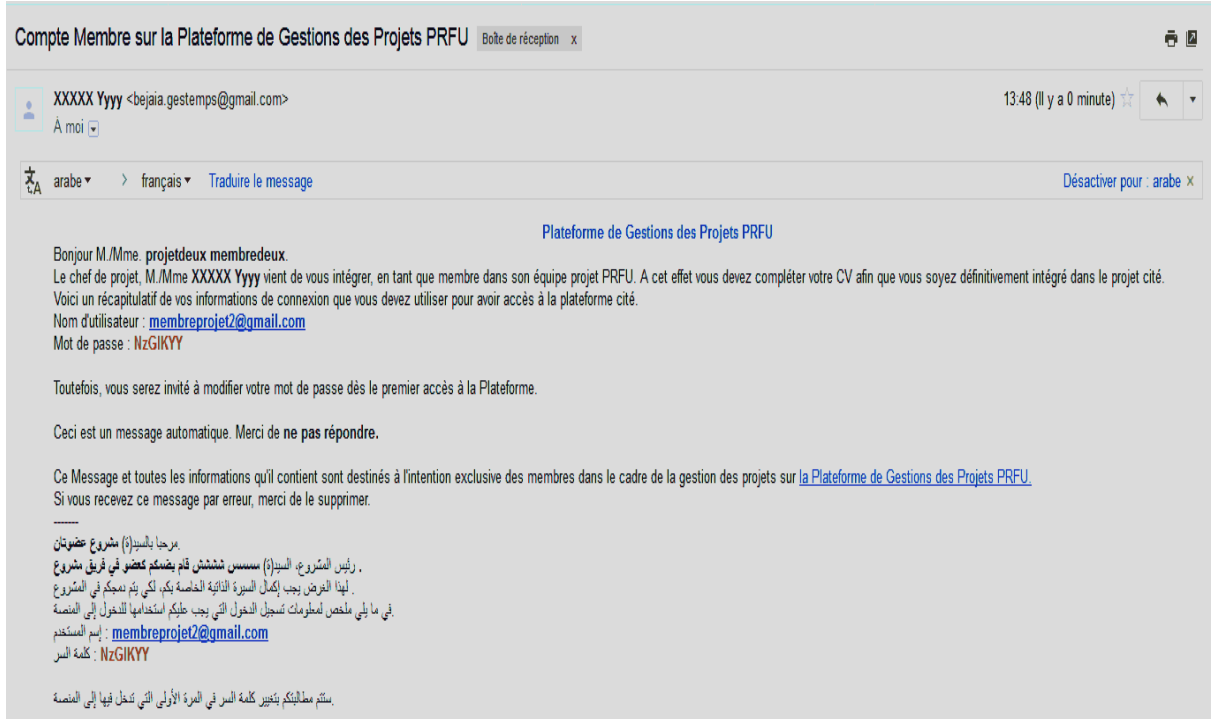 Compte Membre sur la Plateforme de Gestions des Projets PRFU Boîte de réception x
XXXXX Yyyy <bejaia.gestemps@gmail.com> 13:48 (Il y a 0 minute)
À moi
arabe > français Traduire le message Désactiver pour : arabe ×
Plateforme de Gestions des Projets PRFU
Bonjour M./Mme. projetdeux membredeux.
Le chef de projet, M./Mme XXXXX Yyyy vient de vous intégrer, en tant que membre dans son équipe projet PRFU. A cet effet vous devez compléter votre CV afin que vous soyez définitivement intégré dans le projet cité.
Voici un récapitulatif de vos informations de connexion que vous devez utiliser pour avoir accès à la plateforme cité.
Nom d'utilisateur : membreprojet2@gmail.com
Mot de passe : NzGIKYY
Toutefois, vous serez invité à modifier votre mot de passe dès le premier accès à la Plateforme.
Ceci est un message automatique. Merci de ne pas répondre.
Ce Message et toutes les informations qu'il contient sont destinés à l'intention exclusive des membres dans le cadre de la gestion des projets sur la Plateforme de Gestions des Projets PRFU.
Si vous recevez ce message par erreur, merci de le supprimer.
-------
مرحبا بالسيد(ة) مشروع عضوتان.
رئيس المشروع، السيد(ة) سسسس شششش قام بضمكم كعضو في فريق مشروع .
لهذا الغرض يجب إكمال السيرة الذاتية الخاصة بكم، لكي يتم دمجكم في المشروع .
في ما يلي ملخص لمعلومات تسجيل الدخول التي يجب عليكم استخدامها للدخول إلى المنصة.
إسم المستخدم : membreprojet2@gmail.com
كلمة السر : NzGIKYY
ستتم مطالبتكم بتغيير كلمة السر في المرة الأولى التي تدخل فيها إلى المنصة.